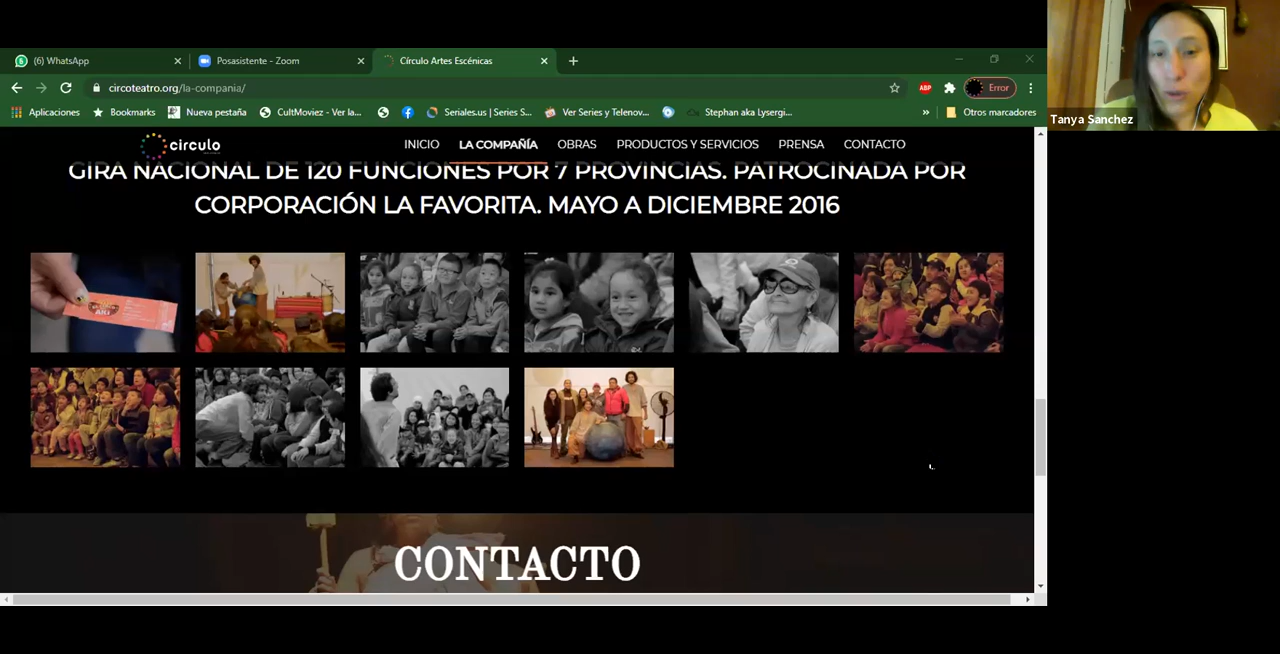 (6) WhatsApp
Posasistente - Zoom
Círculo Artes Escénicas
circoteatro.org/la-compania/
ABP
Error
Aplicaciones
Bookmarks
Nueva pestaña
CultMoviez - Ver la...
Seriales.us | Series S...
Ver Series y Telenov...
Stephan aka Lysergi...
»
Otros marcadores
Tanya Sanchez
circulo
INICIO
LA COMPAÑÍA
OBRAS
PRODUCTOS Y SERVICIOS
PRENSA
CONTACTO
GIRA NACIONAL DE 120 FUNCIONES POR 7 PROVINCIAS. PATROCINADA POR
CORPORACIÓN LA FAVORITA. MAYO A DICIEMBRE 2016
CONTACTO